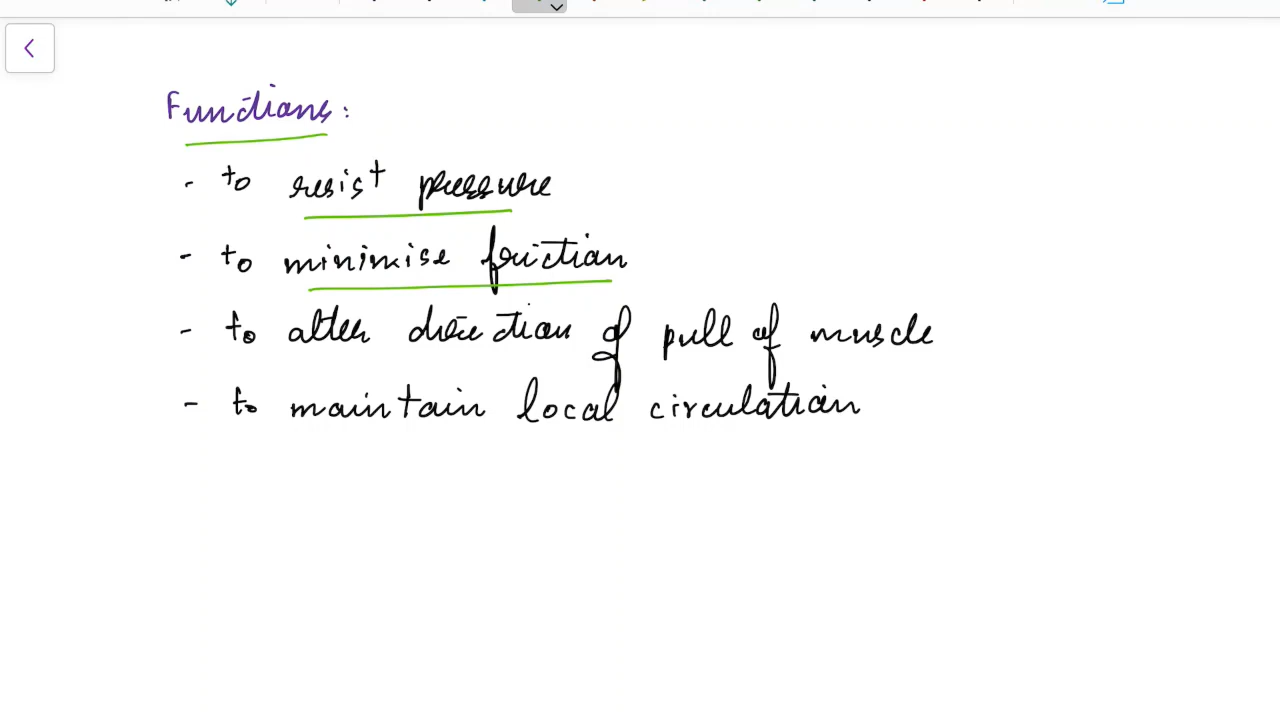 Functions:
- to resist pressure
- to minimise friction
- to alter direction of pull of muscle
- to maintain local circulation